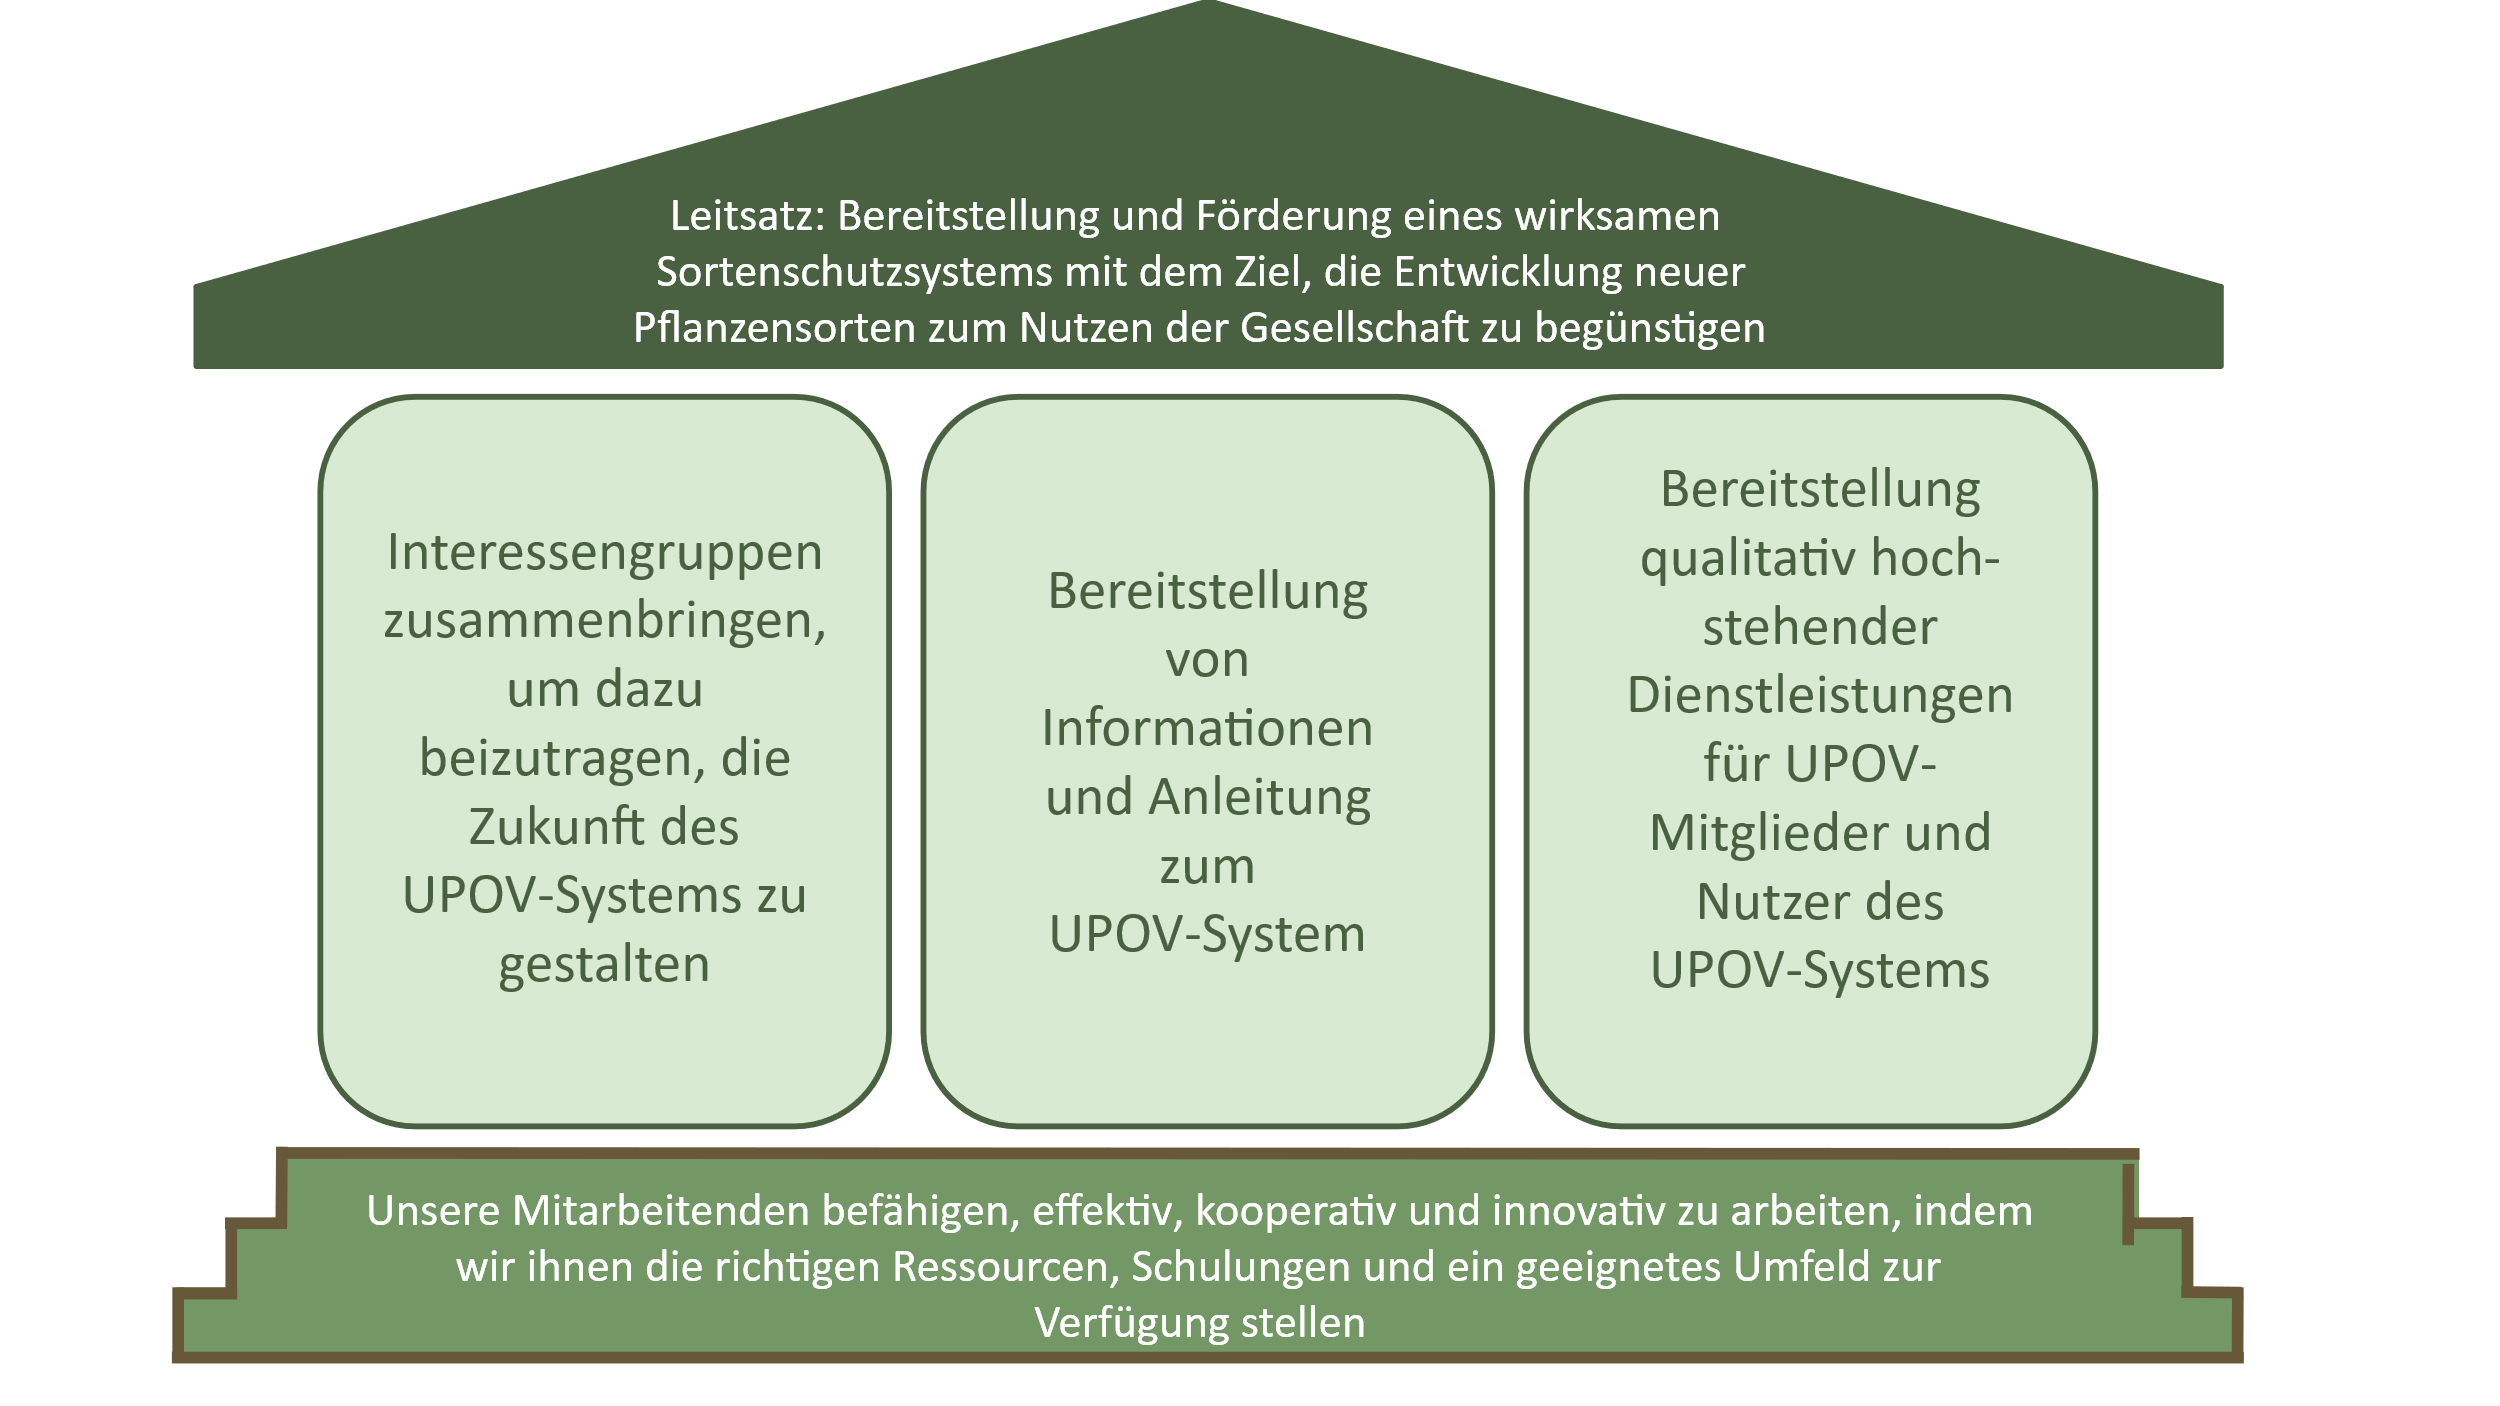 Leitsatz: Bereitstellung und Förderung eines wirksamen
Sortenschutzsystems mit dem Ziel, die Entwicklung neuer
Pflanzensorten zum Nutzen der Gesellschaft zu begünstigen
Interessengruppen
zusammenbringen,
um dazu
beizutragen, die
Zukunft des
UPOV-Systems zu
gestalten
Bereitstellung
von
Informationen
und Anleitung
zum
UPOV-System
Bereitstellung
qualitativ hoch-
stehender
Dienstleistungen
für UPOV-
Mitglieder und
Nutzer des
UPOV-Systems
Unsere Mitarbeitenden befähigen, effektiv, kooperativ und innovativ zu arbeiten, indem
wir ihnen die richtigen Ressourcen, Schulungen und ein geeignetes Umfeld zur
Verfügung stellen